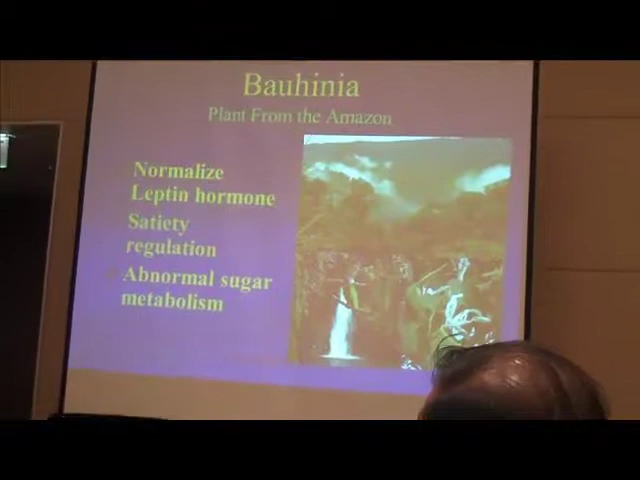 Bauhinia
Plant From the Amazon
Normalize
Leptin hormone
Satiety
regulation
Abnormal sugar
metabolism